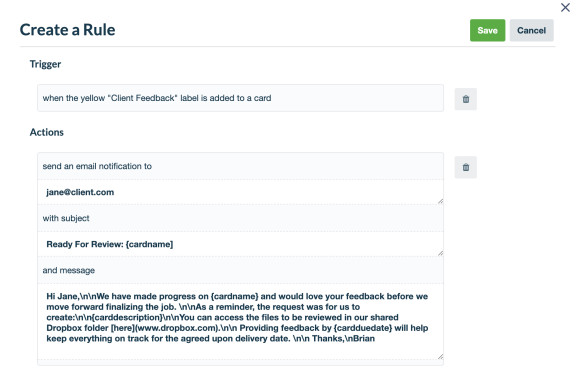 Create a Rule
Save
Cancel
Trigger
when the yellow "Client Feedback" label is added to a card
Actions
send an email notification to
jane@client.com
with subject
Ready For Review: {cardname]
and message
Hi Jane,\n\nWe have made progress on {cardname} and would love your feedback before we
move forward finalizing the job. \n\nAs a reminder, the request was for us to
create:\n\n{carddescription}\n\nYou can access the files to be reviewed in our shared
Dropbox folder [here](www.dropbox.com).\n\n Providing feedback by {cardduedate} will help
keep everything on track for the agreed upon delivery date. \n\n Thanks,\nBrian